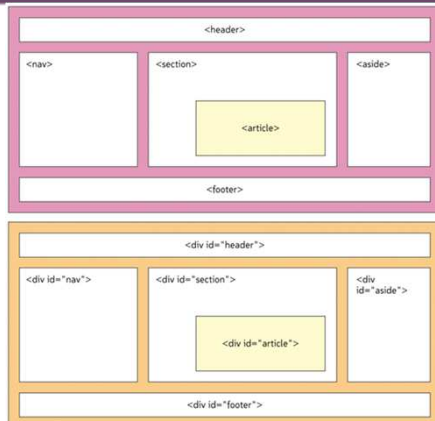 <header>
<nav>
<section>
<aside>
<article>
<footer>
<div id="header">
<div id="nav">
<div id="section">
<div
id="aside">
<div id="article">
<div id="footer">